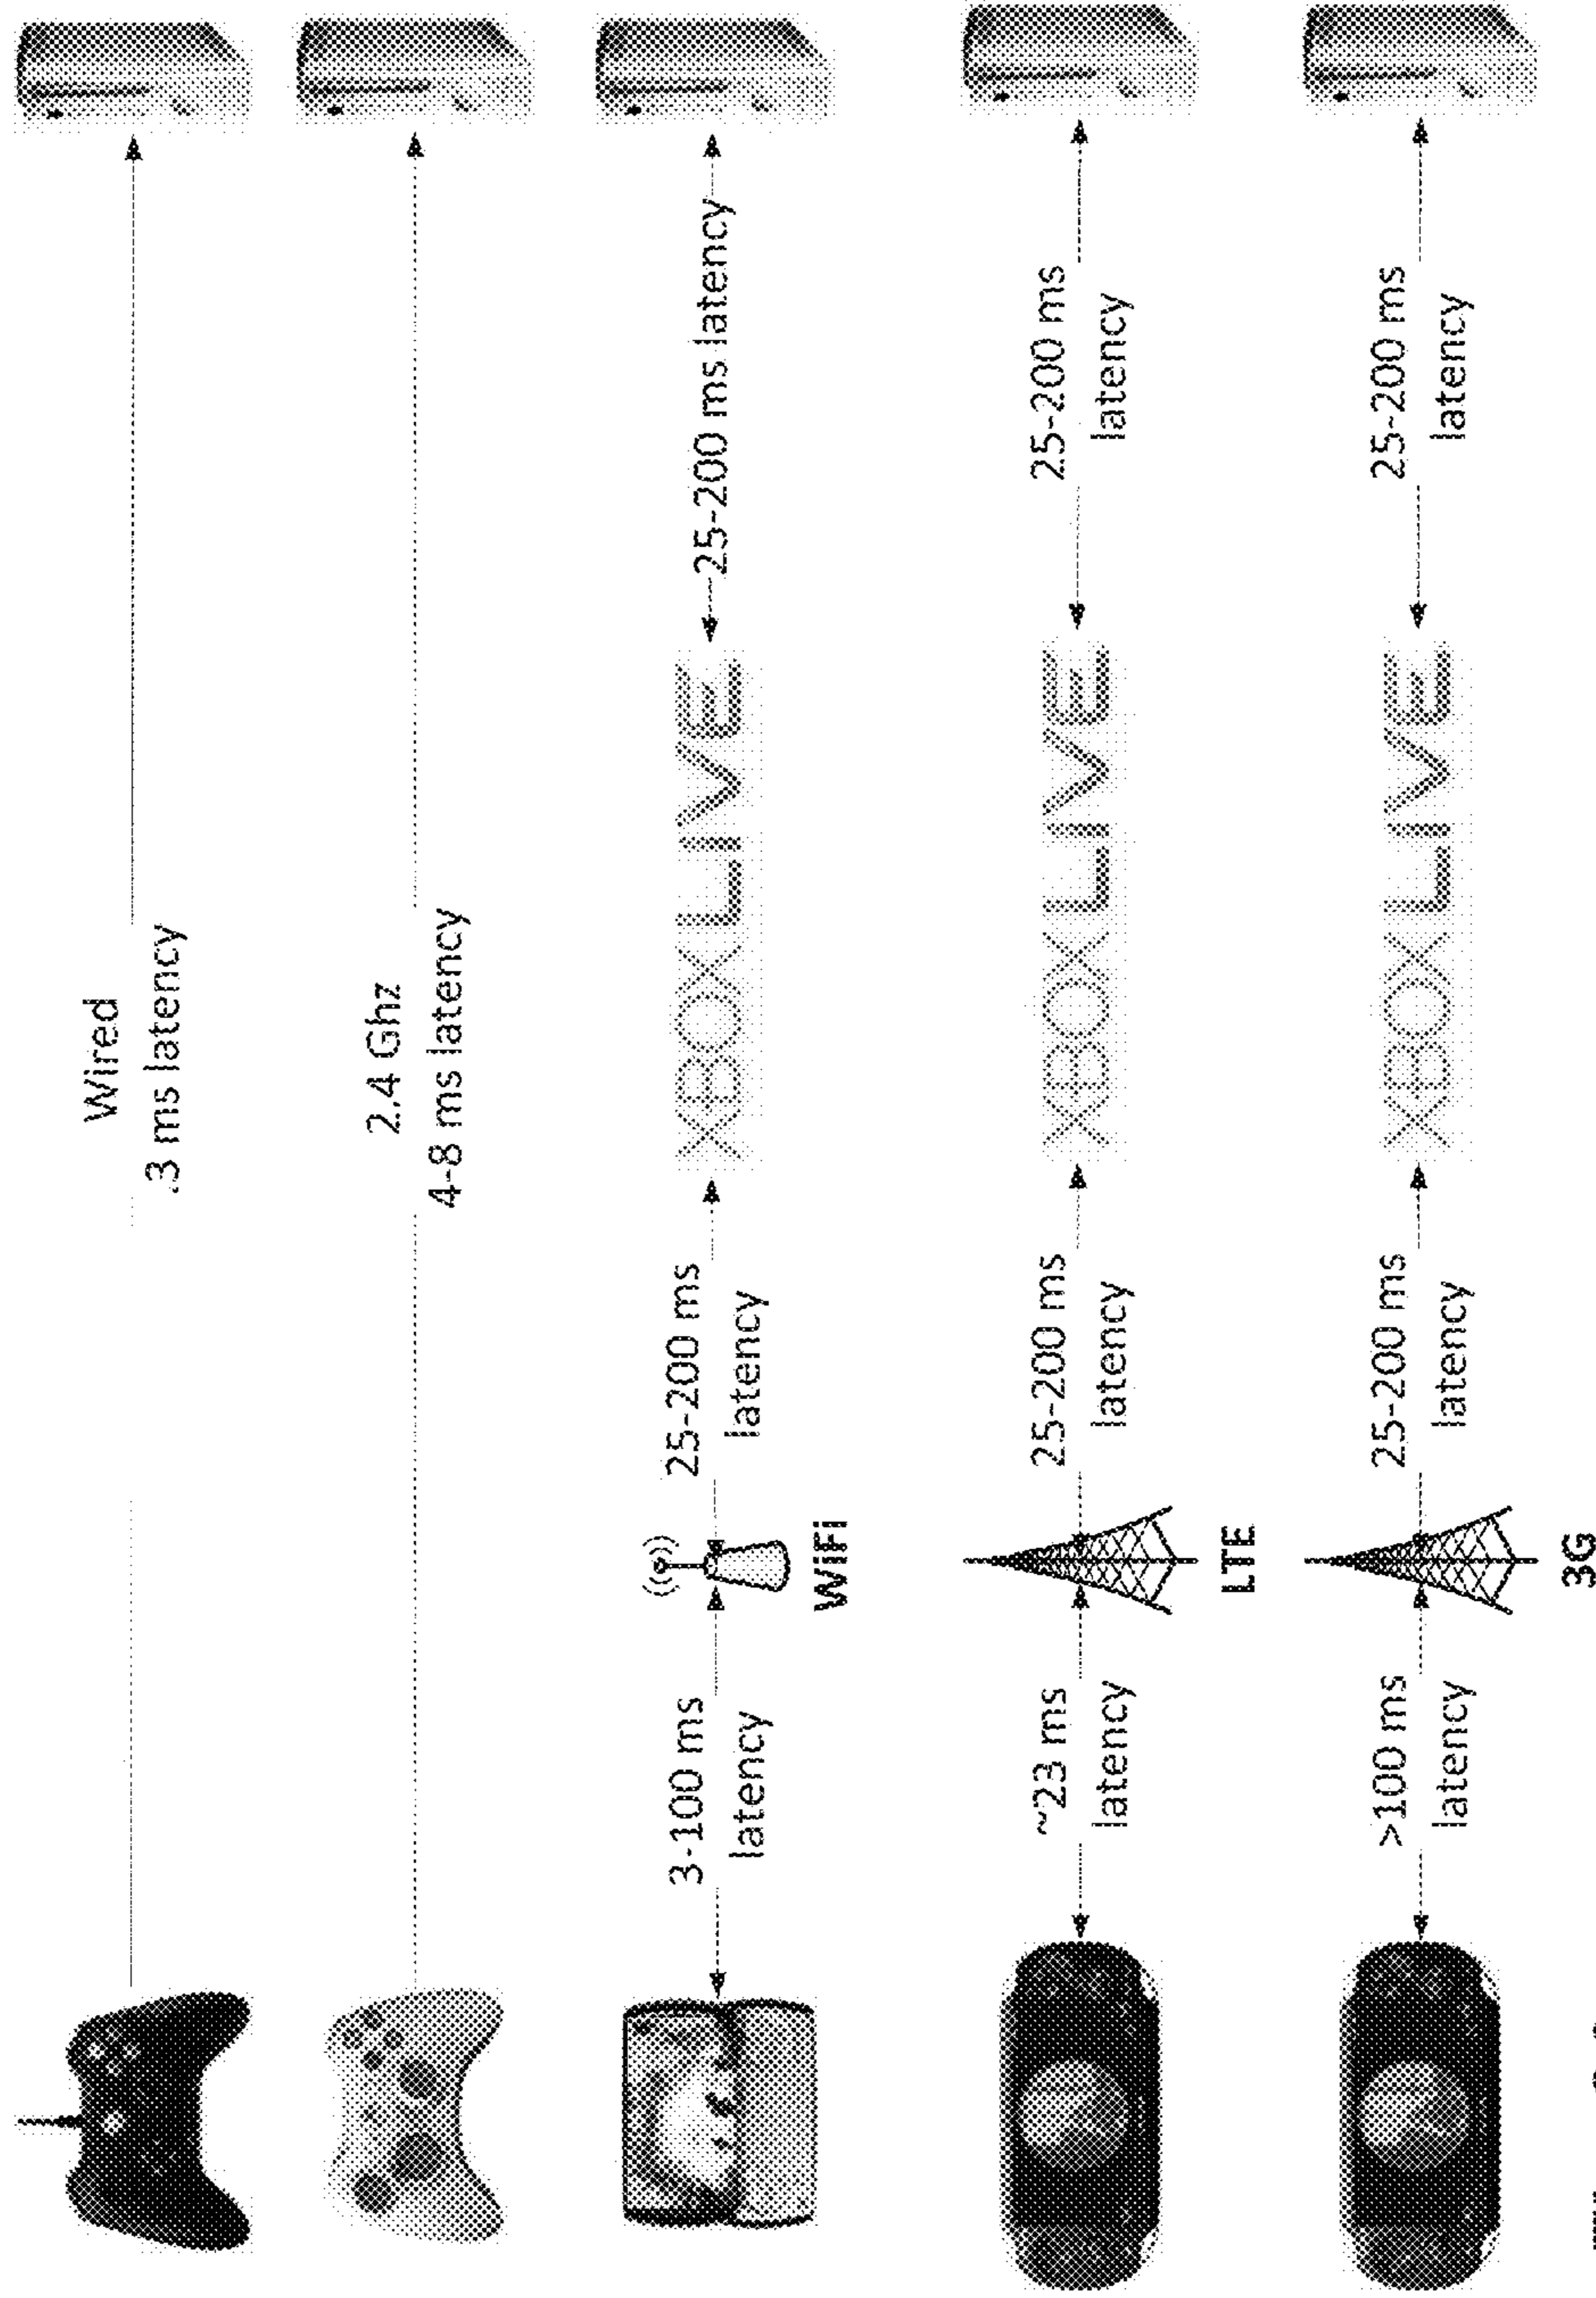 Wired
.3 ms latency
2.4 Ghz
4-8 ms latency
3-100 ms
latency
WiFi
25-200 ms
latency
XBOX LIVE
25-200 ms latency
~23 ms
latency
LTE
25-200 ms
latency
XBOX LIVE
25-200 ms
latency
>100 ms
latency
3G
25-200 ms
latency
XBOX LIVE
25-200 ms
latency